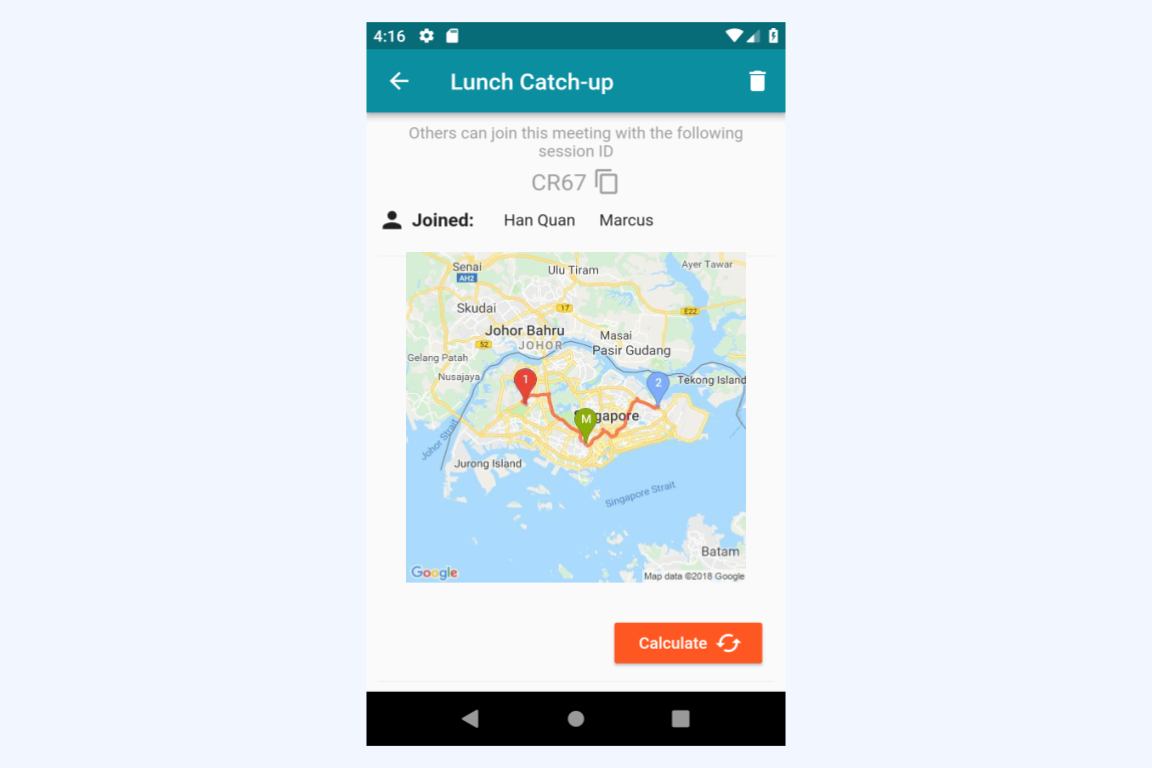 4:16
Lunch Catch-up
Others can join this meeting with the following
session ID
CR67
Joined: Han Quan Marcus
Senai
AH2
Ulu Tiram
Ayer Tawar
Skudai
17
E22
Johor Bahru
52
JOHOR
Masai
Pasir Gudang
Gelang Patah
Nusajaya
1
2
Tekong Island
M
gapore
Johor Strait
Jurong Island
Singapore Strait
Batam
Google
Map data ©2018 Google
Calculate